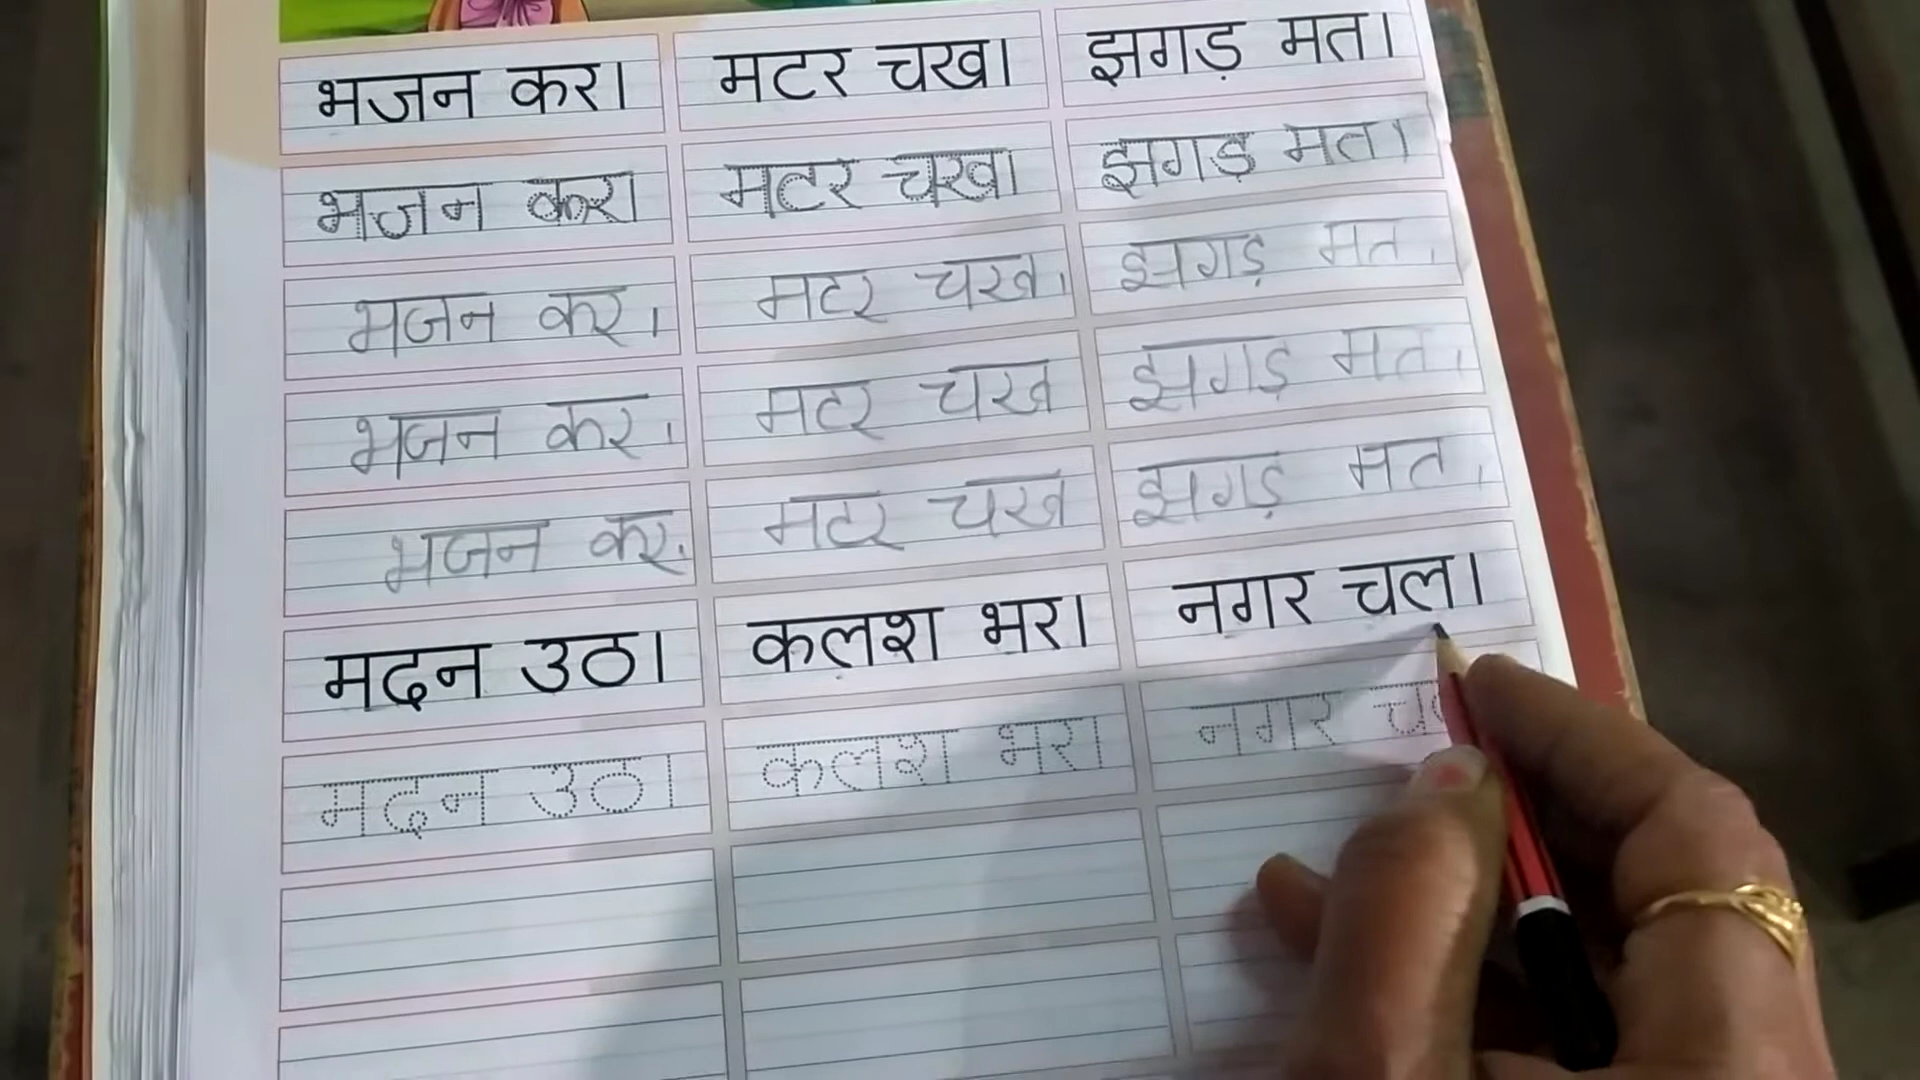 भजन कर। मटर चख। झगड़ मत।
भजन कर। मटर चख। झगड़ मत।
भजन कर। मटर चख। झगड़ मत।
भजन कर। मटर चख झगड़ मत।
भजन कर. मटर चख झगड़ मत।
मदन उठ। कलश भर। नगर चल।
मदन उठ। कलश भर। नगर